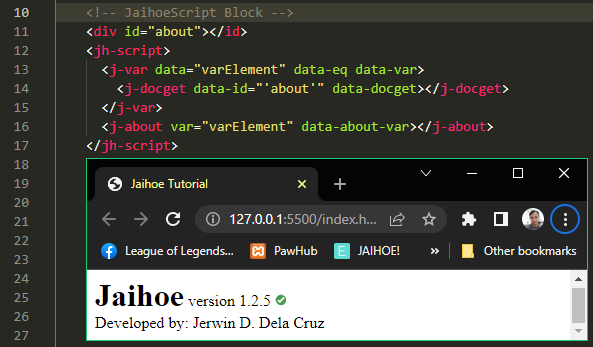 10 <!-- JaihoeScript Block -->
11 <div id="about"></id>
12 <jh-script>
13 <j-var data="varElement" data-eq data-var>
14 <j-docget data-id="'about'" data-docget></j-docget>
15 </j-var>
16 <j-about var="varElement" data-about-var></j-about>
17 </jh-script>
18
19 Jaihoe Tutorial
20
21 127.0.0.1:5500/index.h...
22
23 League of Legends... PawHub E JAIHOE! » Other bookmarks
24
25 Jaihoe version 1.2.5
26 Developed by: Jerwin D. Dela Cruz
27